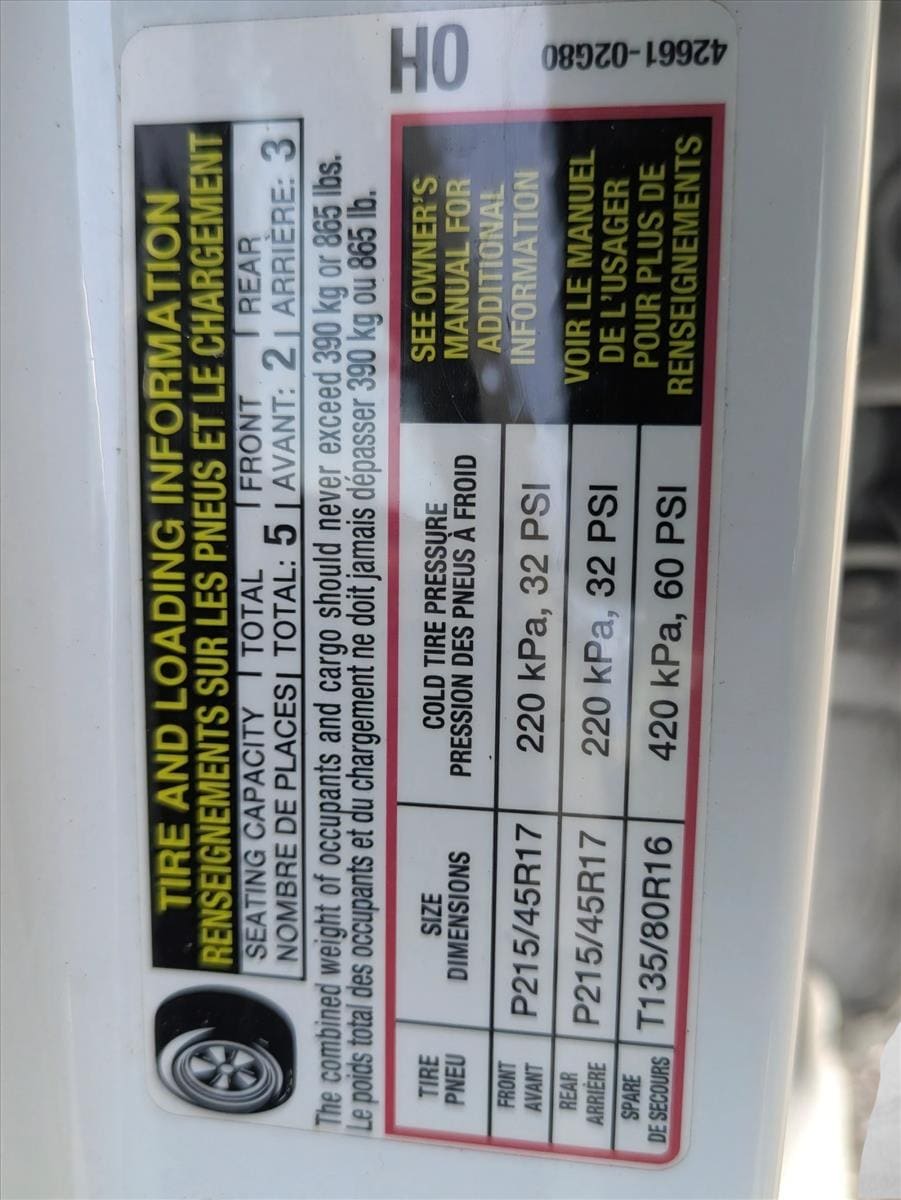 TIRE AND LOADING INFORMATION
RENSEIGNEMENTS SUR LES PNEUS ET LE CHARGEMENT
SEATING CAPACITY | TOTAL | FRONT | REAR
NOMBRE DE PLACES | TOTAL: 5 | AVANT: 2 | ARRIÈRE: 3
The combined weight of occupants and cargo should never exceed 390 kg or 865 lbs.
Le poids total des occupants et du chargement ne doit jamais dépasser 390 kg ou 865 lb.
TIRE
PNEU
SIZE
DIMENSIONS
COLD TIRE PRESSURE
PRESSION DES PNEUS À FROID
FRONT
AVANT
P215/45R17
220 kPa, 32 PSI
REAR
ARRIÈRE
P215/45R17
220 kPa, 32 PSI
SPARE
DE SECOURS
T135/80R16
420 kPa, 60 PSI
SEE OWNER'S
MANUAL FOR
ADDITIONAL
INFORMATION
VOIR LE MANUEL
DE L'USAGER
POUR PLUS DE
RENSEIGNEMENTS
0H
42661-02G80